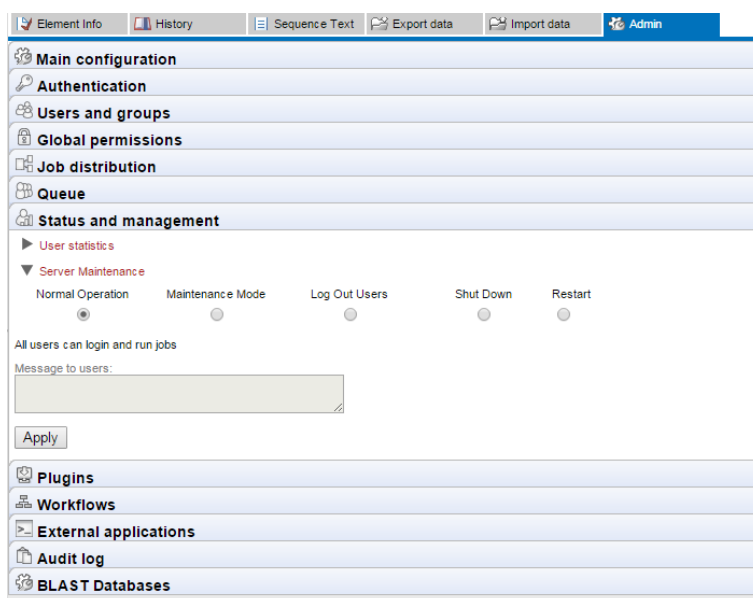 Element Info History Sequence Text Export data Import data Admin
Main configuration
Authentication
Users and groups
Global permissions
Job distribution
Queue
Status and management
User statistics
Server Maintenance
Normal Operation Maintenance Mode Log Out Users Shut Down Restart
All users can login and run jobs
Message to users:
Apply
Plugins
Workflows
External applications
Audit log
BLAST Databases